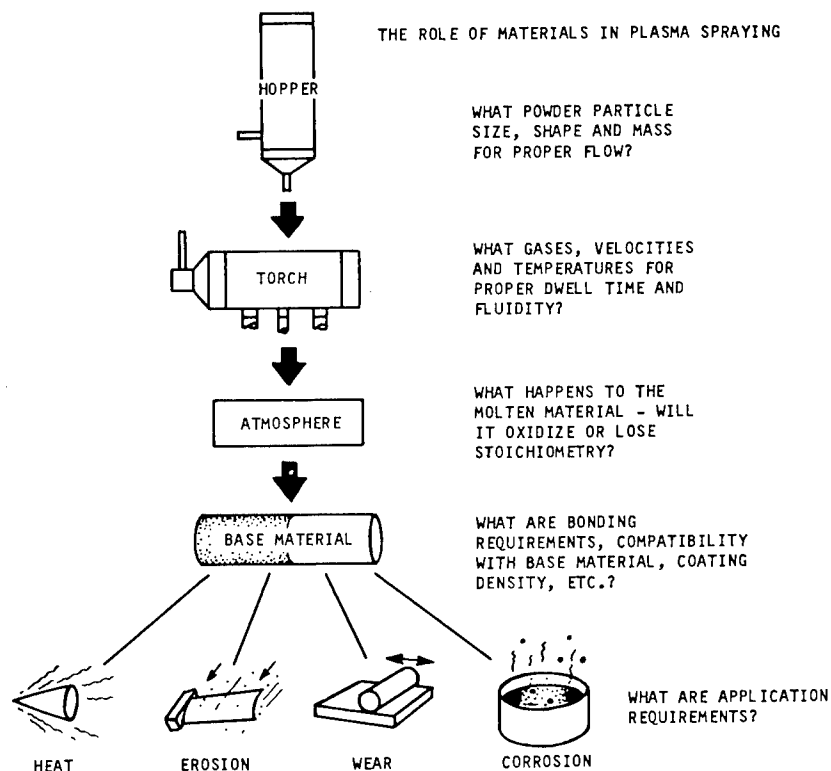 THE ROLE OF MATERIALS IN PLASMA SPRAYING
HOPPER
WHAT POWDER PARTICLE
SIZE, SHAPE AND MASS
FOR PROPER FLOW?
TORCH
WHAT GASES, VELOCITIES
AND TEMPERATURES FOR
PROPER DWELL TIME AND
FLUIDITY?
ATMOSPHERE
WHAT HAPPENS TO THE
MOLTEN MATERIAL - WILL
IT OXIDIZE OR LOSE
STOICHIOMETRY?
BASE MATERIAL
WHAT ARE BONDING
REQUIREMENTS, COMPATIBILITY
WITH BASE MATERIAL, COATING
DENSITY, ETC.?
WHAT ARE APPLICATION
REQUIREMENTS?
HEAT
EROSION
WEAR
CORROSION